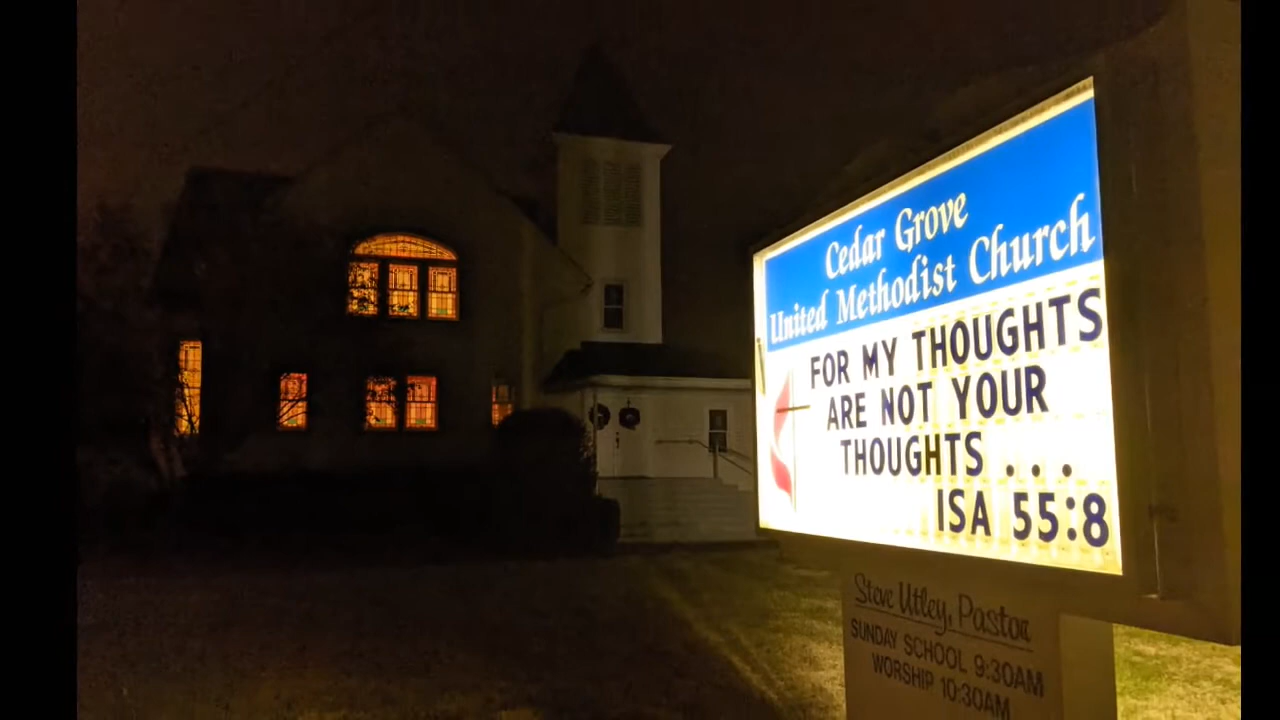 Cedar Grove
United Methodist Church
FOR MY THOUGHTS
ARE NOT YOUR
THOUGHTS . . .
ISA 55:8
Steve Utley, Pastor
SUNDAY SCHOOL 9:30AM
WORSHIP 10:30AM